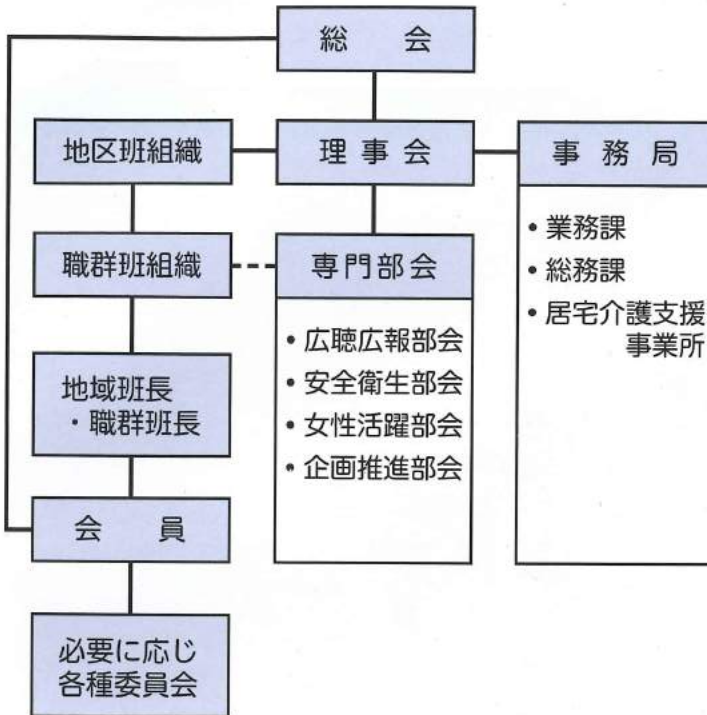 総会
地区班組織
理事会
事務局
・業務課
・総務課
・居宅介護支援
事業所
職群班組織
専門部会
・広聴広報部会
・安全衛生部会
・女性活躍部会
・企画推進部会
地域班長
・職群班長
会員
必要に応じ
各種委員会